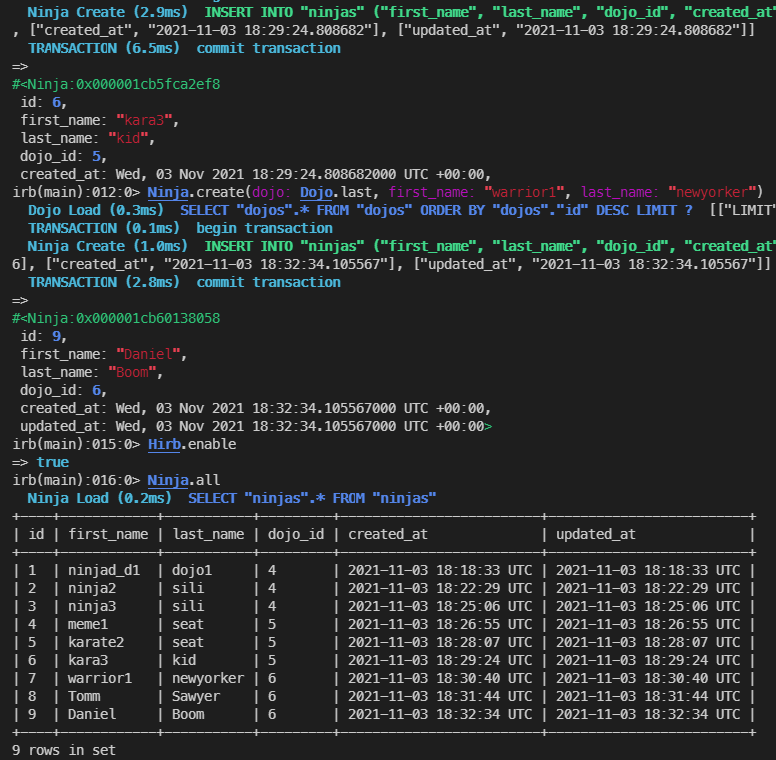 Ninja Create (2.9ms)  INSERT INTO "ninjas" ("first_name", "last_name", "dojo_id", "created_at"
, ["created_at", "2021-11-03 18:29:24.808682"], ["updated_at", "2021-11-03 18:29:24.808682"]]
TRANSACTION (6.5ms)  commit transaction
=>
#<Ninja:0x000001cb5fca2ef8
id: 6,
first_name: "kara3",
last_name: "kid",
dojo_id: 5,
created_at: Wed, 03 Nov 2021 18:29:24.808682000 UTC +00:00,
irb(main):012:0> Ninja.create(dojo: Dojo.last, first_name: "warrior1", last_name: "newyorker")
Dojo Load (0.3ms)  SELECT "dojos".* FROM "dojos" ORDER BY "dojos"."id" DESC LIMIT ?  [["LIMIT"
TRANSACTION (0.1ms)  begin transaction
Ninja Create (1.0ms)  INSERT INTO "ninjas" ("first_name", "last_name", "dojo_id", "created_at"
6], ["created_at", "2021-11-03 18:32:34.105567"], ["updated_at", "2021-11-03 18:32:34.105567"]]
TRANSACTION (2.8ms)  commit transaction
=>
#<Ninja:0x000001cb60138058
id: 9,
first_name: "Daniel",
last_name: "Boom",
dojo_id: 6,
created_at: Wed, 03 Nov 2021 18:32:34.105567000 UTC +00:00,
updated_at: Wed, 03 Nov 2021 18:32:34.105567000 UTC +00:00>
irb(main):015:0> Hirb.enable
=> true
irb(main):016:0> Ninja.all
Ninja Load (0.2ms)  SELECT "ninjas".* FROM "ninjas"
+----+------------+-----------+---------+-------------------------+-------------------------+
| id | first_name | last_name | dojo_id | created_at              | updated_at              |
+----+------------+-----------+---------+-------------------------+-------------------------+
| 1  | ninjad_d1  | dojo1     | 4       | 2021-11-03 18:18:33 UTC | 2021-11-03 18:18:33 UTC |
| 2  | ninja2     | sili      | 4       | 2021-11-03 18:22:29 UTC | 2021-11-03 18:22:29 UTC |
| 3  | ninja3     | sili      | 4       | 2021-11-03 18:25:06 UTC | 2021-11-03 18:25:06 UTC |
| 4  | meme1      | seat      | 5       | 2021-11-03 18:26:55 UTC | 2021-11-03 18:26:55 UTC |
| 5  | karate2    | seat      | 5       | 2021-11-03 18:28:07 UTC | 2021-11-03 18:28:07 UTC |
| 6  | kara3      | kid       | 5       | 2021-11-03 18:29:24 UTC | 2021-11-03 18:29:24 UTC |
| 7  | warrior1   | newyorker | 6       | 2021-11-03 18:30:40 UTC | 2021-11-03 18:30:40 UTC |
| 8  | Tomm       | Sawyer    | 6       | 2021-11-03 18:31:44 UTC | 2021-11-03 18:31:44 UTC |
| 9  | Daniel     | Boom      | 6       | 2021-11-03 18:32:34 UTC | 2021-11-03 18:32:34 UTC |
+----+------------+-----------+---------+-------------------------+-------------------------+
9 rows in set